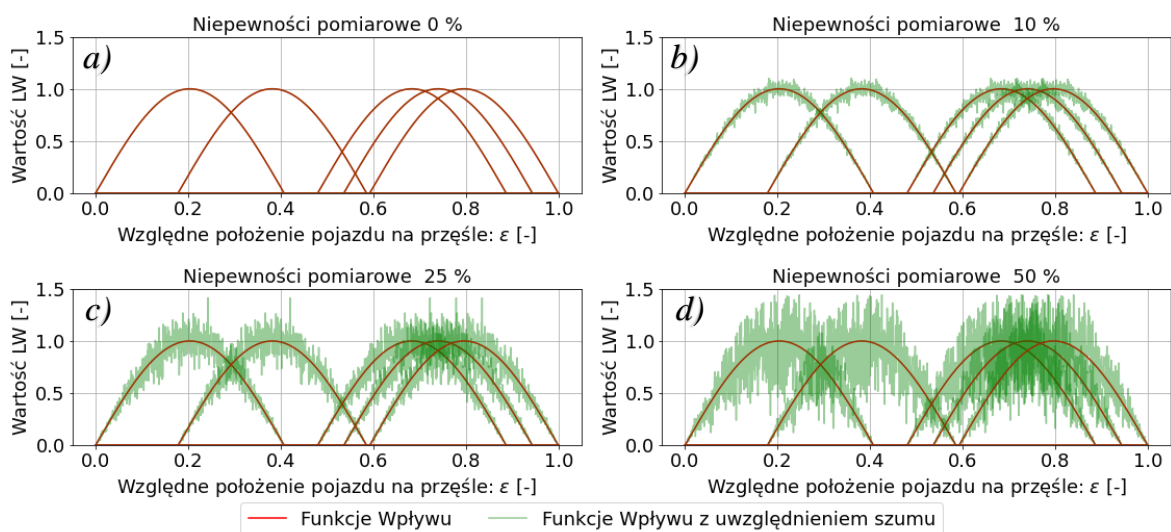 Niepewności pomiarowe 0 %
a)
Wartość LW [-]
1.5
1.0
0.5
0.0
0.0 0.2 0.4 0.6 0.8 1.0
Względne położenie pojazdu na przęśle: ε [-]
Niepewności pomiarowe  10 %
b)
Wartość LW [-]
1.5
1.0
0.5
0.0
0.0 0.2 0.4 0.6 0.8 1.0
Względne położenie pojazdu na przęśle: ε [-]
Niepewności pomiarowe  25 %
c)
Wartość LW [-]
1.5
1.0
0.5
0.0
0.0 0.2 0.4 0.6 0.8 1.0
Względne położenie pojazdu na przęśle: ε [-]
Niepewności pomiarowe  50 %
d)
Wartość LW [-]
1.5
1.0
0.5
0.0
0.0 0.2 0.4 0.6 0.8 1.0
Względne położenie pojazdu na przęśle: ε [-]
Funkcje Wpływu
Funkcje Wpływu z uwzględnieniem szumu